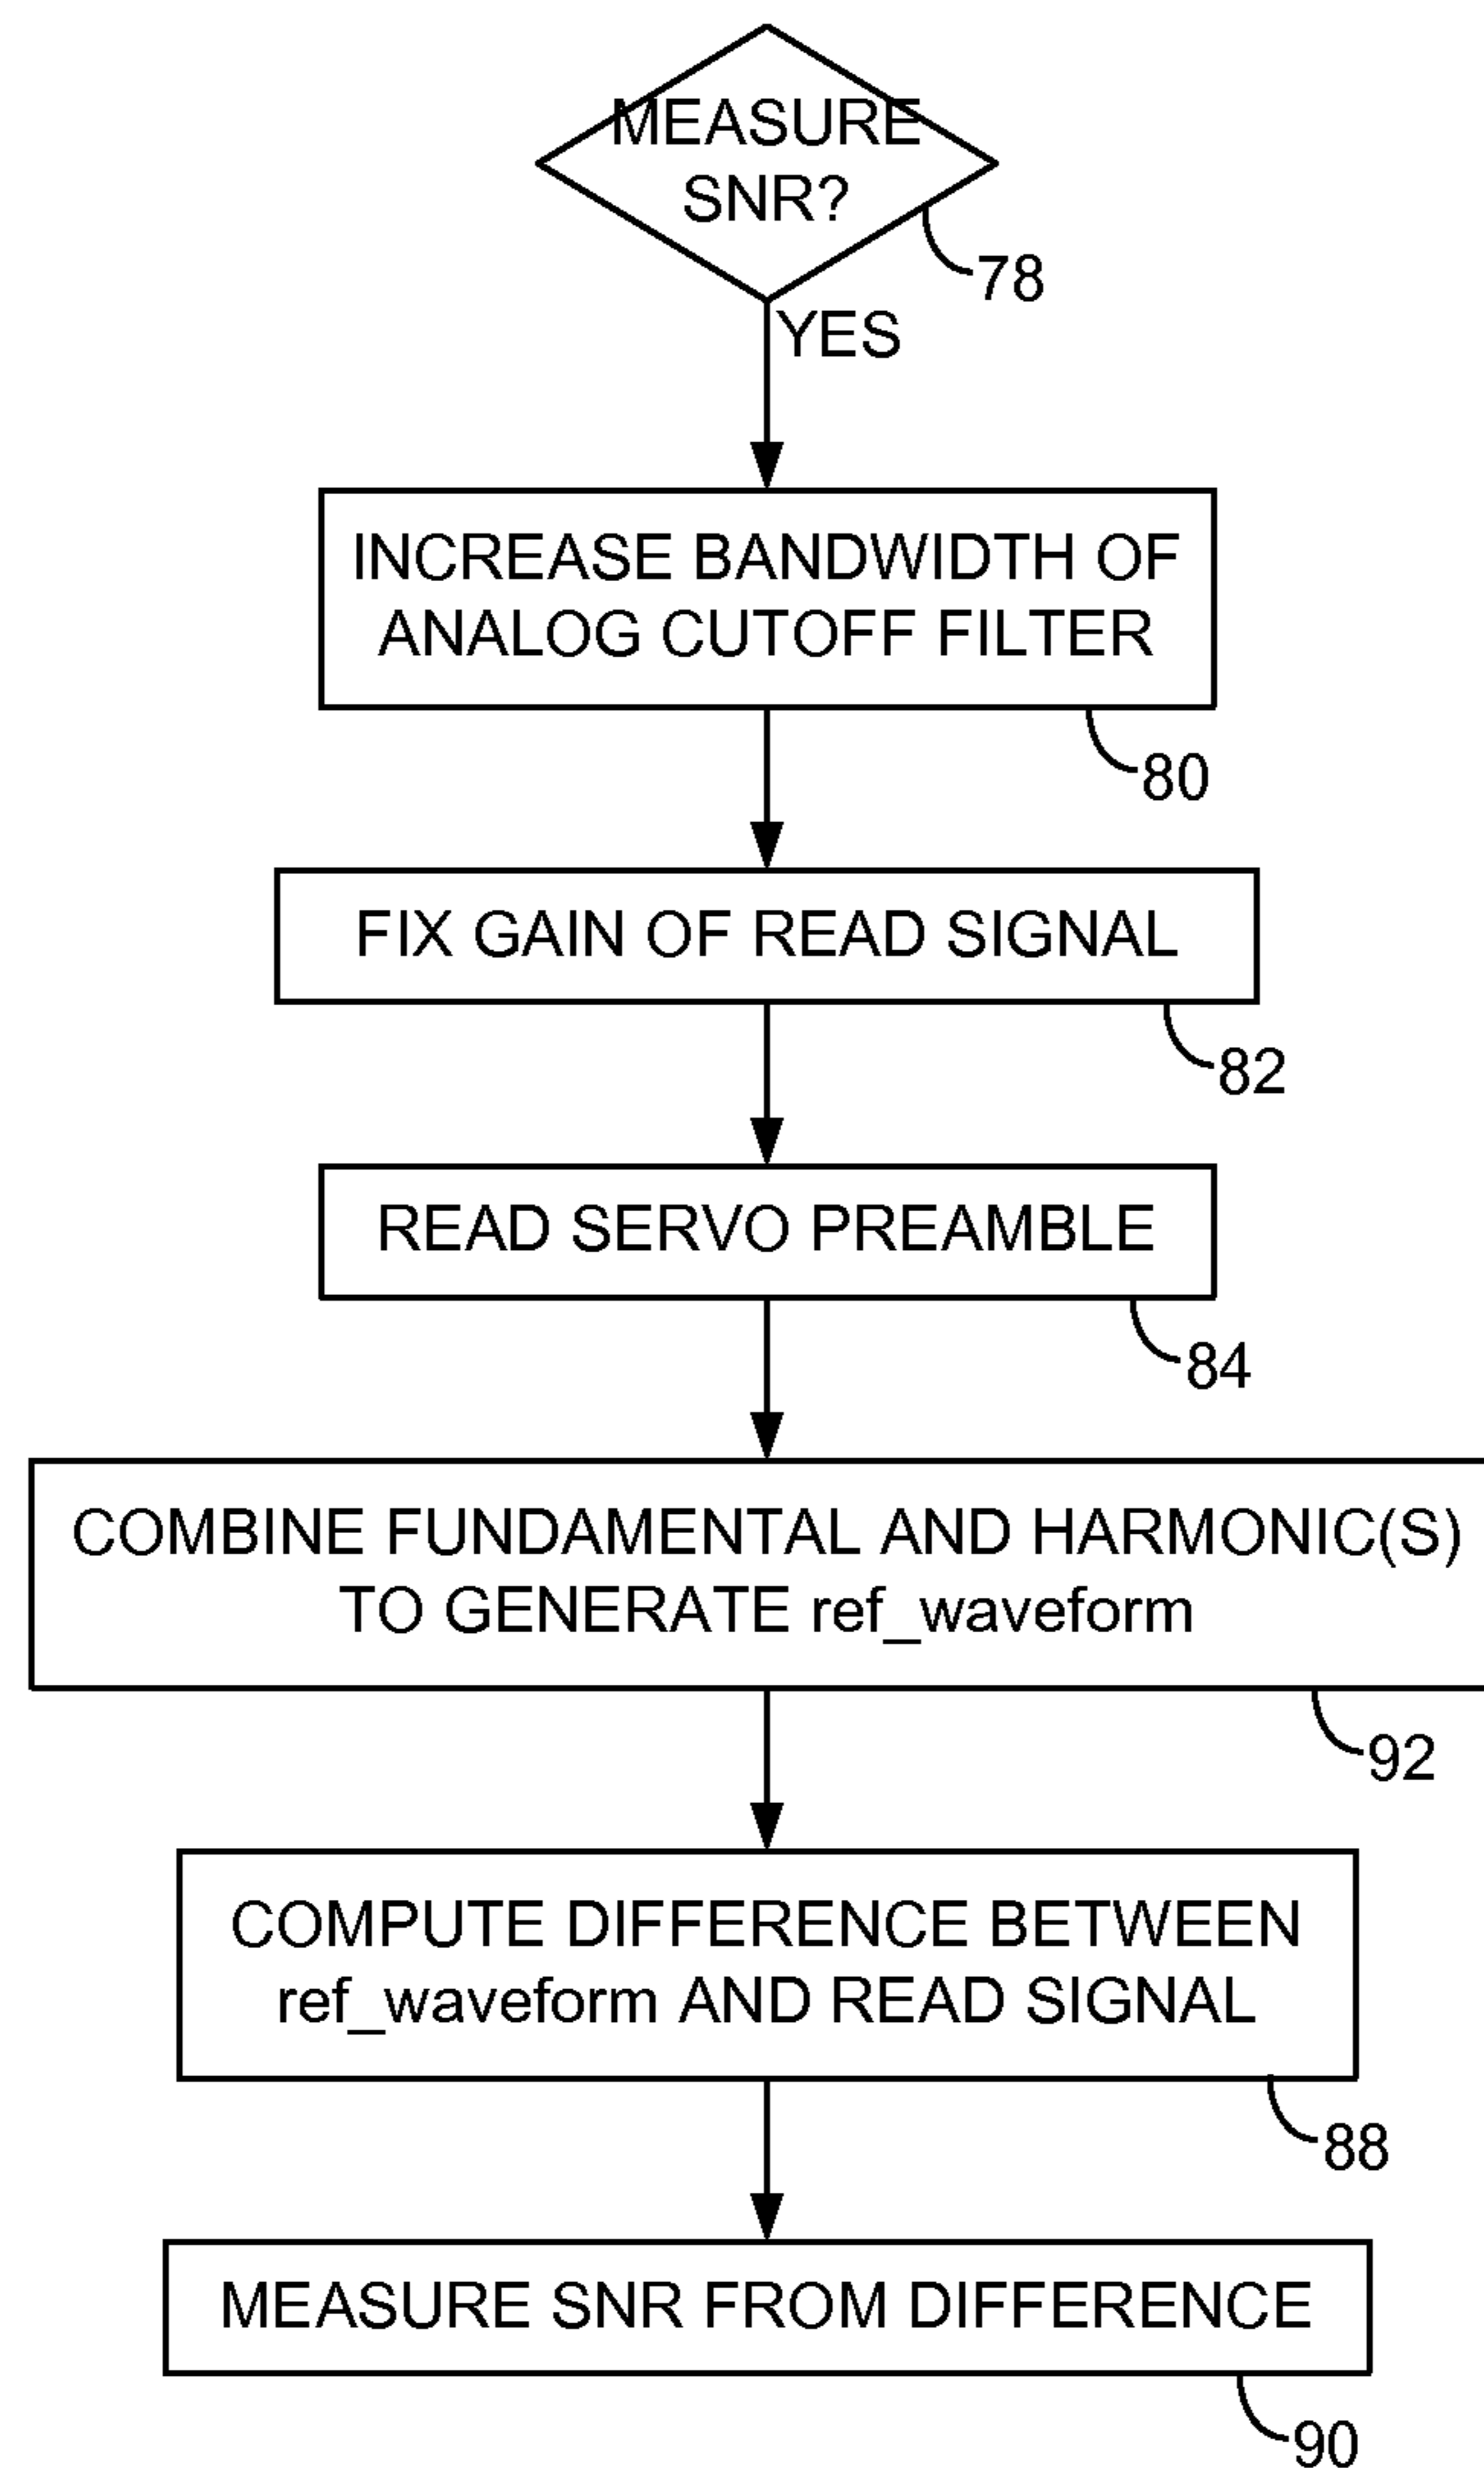 MEASURE
SNR?
78
YES
INCREASE BANDWIDTH OF
ANALOG CUTOFF FILTER
80
FIX GAIN OF READ SIGNAL
82
READ SERVO PREAMBLE
84
COMBINE FUNDAMENTAL AND HARMONIC(S)
TO GENERATE ref_waveform
92
COMPUTE DIFFERENCE BETWEEN
ref_waveform AND READ SIGNAL
88
MEASURE SNR FROM DIFFERENCE
90